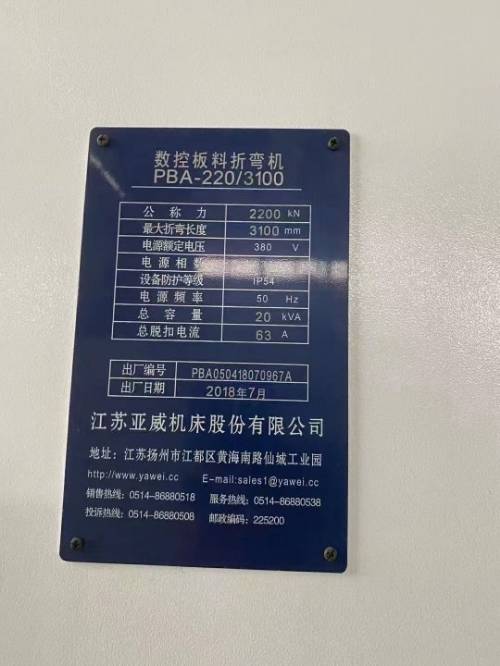 数控板料折弯机
PBA-220/3100
公称力 2200 kN
最大折弯长度 3100 mm
电源额定电压 380 V
电源相数
设备防护等级 IP54
电源频率 50 Hz
总容量 20 kVA
总脱扣电流 63 A
出厂编号 PBA050418070967A
出厂日期 2018年7月
江苏亚威机床股份有限公司
地址：江苏扬州市江都区黄海南路仙城工业园
http://www.yawei.cc E-mail:sales1@yawei.cc
销售热线：0514-86880518 服务热线：0514-86880538
投诉热线：0514-86880508 邮政编码：225200